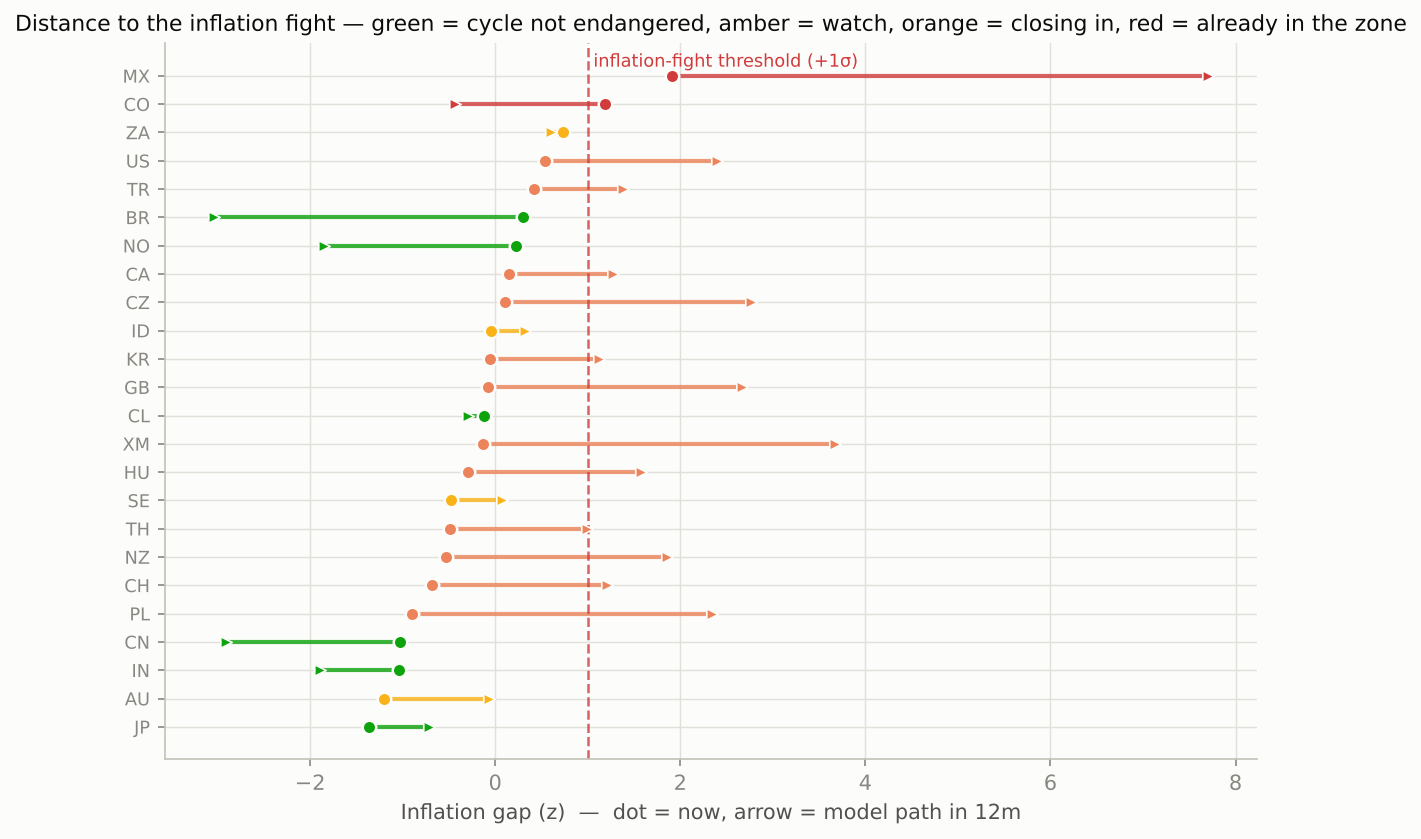 Distance to the inflation fight — green = cycle not endangered, amber = watch, orange = closing in, red = already in the zone
inflation-fight threshold (+1σ)
MX
CO
ZA
US
TR
BR
NO
CA
CZ
ID
KR
GB
CL
XM
HU
SE
TH
NZ
CH
PL
CN
IN
AU
JP
−2 0 2 4 6 8
Inflation gap (z) — dot = now, arrow = model path in 12m